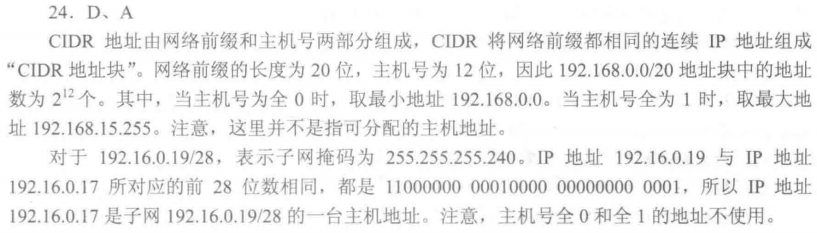 24．D、A
CIDR 地址由网络前缀和主机号两部分组成，CIDR 将网络前缀都相同的连续 IP 地址组成
“CIDR 地址块”。网络前缀的长度为 20 位，主机号为 12 位，因此 192.168.0.0/20 地址块中的地址
数为 2¹² 个。其中，当主机号为全 0 时，取最小地址 192.168.0.0。当主机号全为 1 时，取最大地
址 192.168.15.255。注意，这里并不是指可分配的主机地址。
对于 192.16.0.19/28，表示子网掩码为 255.255.255.240。IP 地址 192.16.0.19 与 IP 地址
192.16.0.17 所对应的前 28 位数相同，都是 11000000 00010000 00000000 0001，所以 IP 地址
192.16.0.17 是子网 192.16.0.19/28 的一台主机地址。注意，主机号全 0 和全 1 的地址不使用。